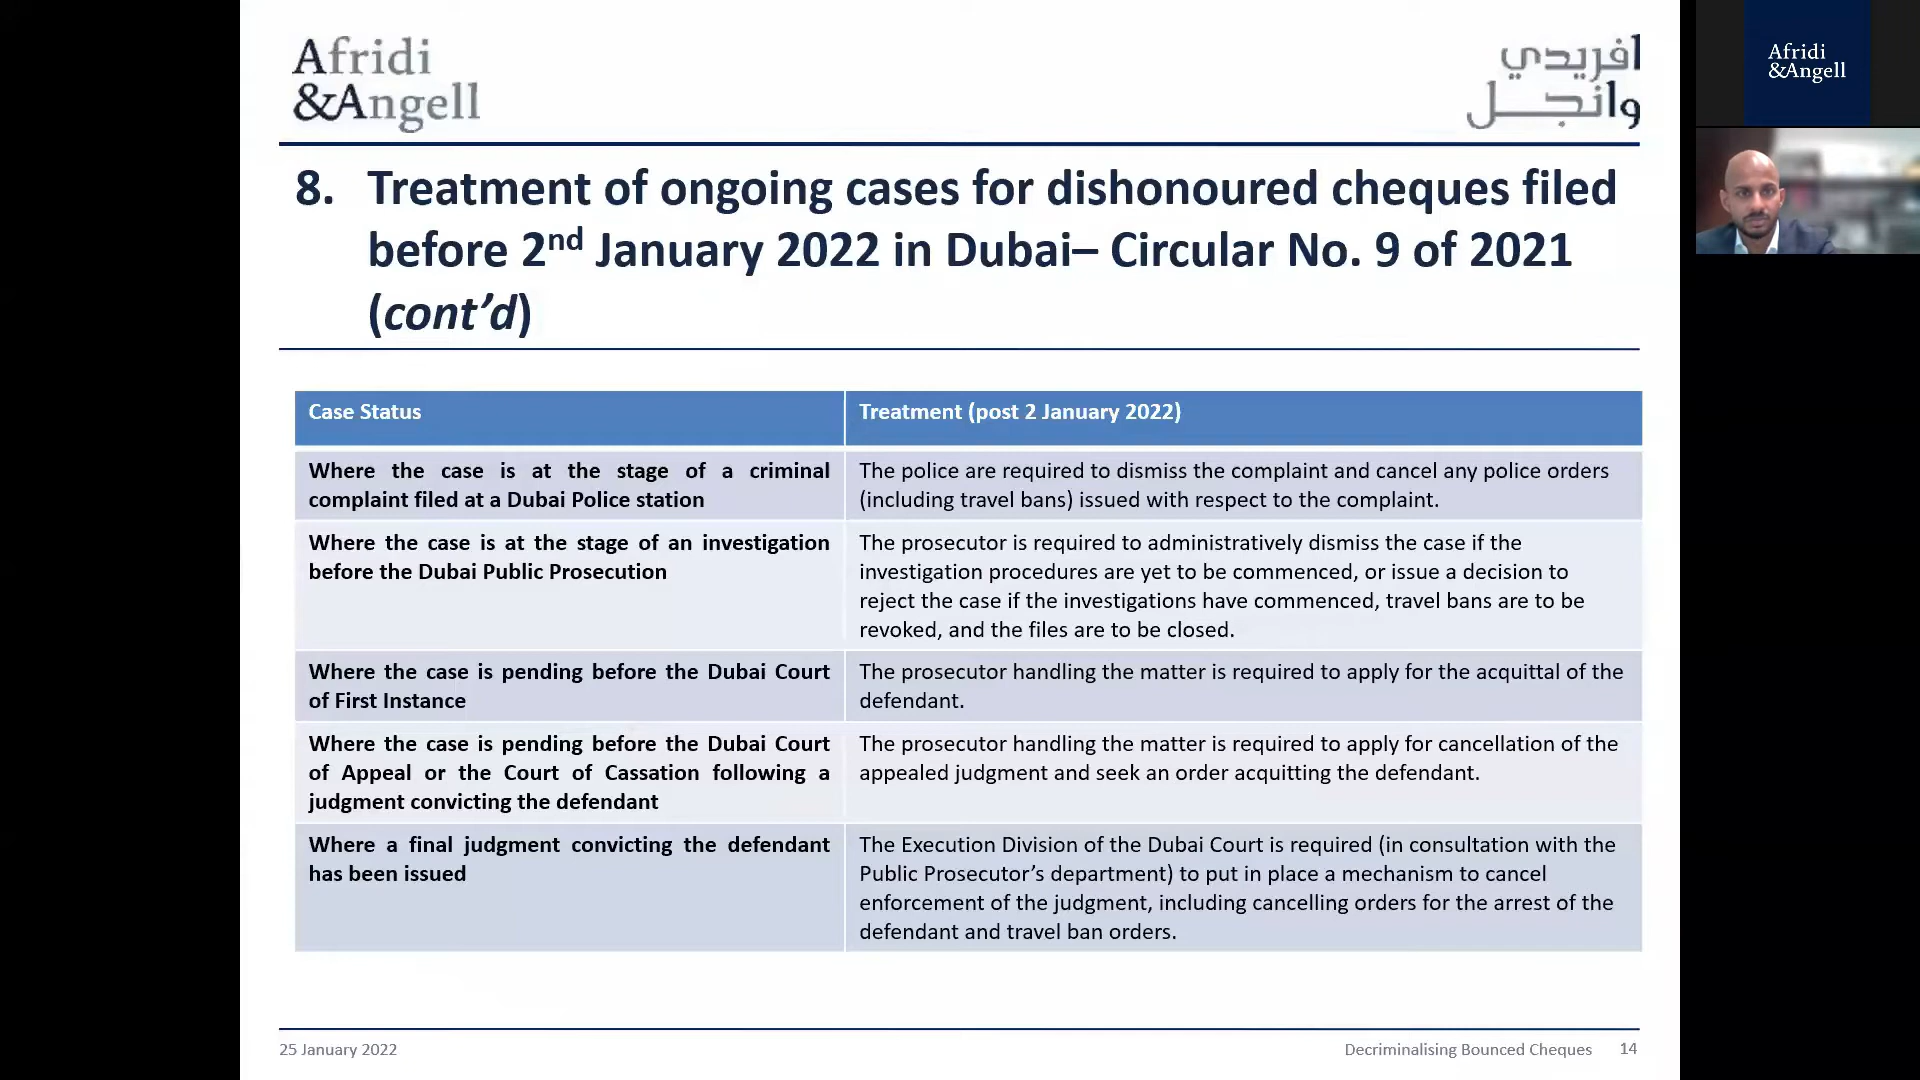 Afridi
&Angell
افريدي
وانجل
Afridi
&Angell
8. Treatment of ongoing cases for dishonoured cheques filed
before 2nd January 2022 in Dubai– Circular No. 9 of 2021
(cont’d)
Case Status
Treatment (post 2 January 2022)
Where the case is at the stage of a criminal
complaint filed at a Dubai Police station
The police are required to dismiss the complaint and cancel any police orders
(including travel bans) issued with respect to the complaint.
Where the case is at the stage of an investigation
before the Dubai Public Prosecution
The prosecutor is required to administratively dismiss the case if the
investigation procedures are yet to be commenced, or issue a decision to
reject the case if the investigations have commenced, travel bans are to be
revoked, and the files are to be closed.
Where the case is pending before the Dubai Court
of First Instance
The prosecutor handling the matter is required to apply for the acquittal of the
defendant.
Where the case is pending before the Dubai Court
of Appeal or the Court of Cassation following a
judgment convicting the defendant
The prosecutor handling the matter is required to apply for cancellation of the
appealed judgment and seek an order acquitting the defendant.
Where a final judgment convicting the defendant
has been issued
The Execution Division of the Dubai Court is required (in consultation with the
Public Prosecutor’s department) to put in place a mechanism to cancel
enforcement of the judgment, including cancelling orders for the arrest of the
defendant and travel ban orders.
25 January 2022
Decriminalising Bounced Cheques 14